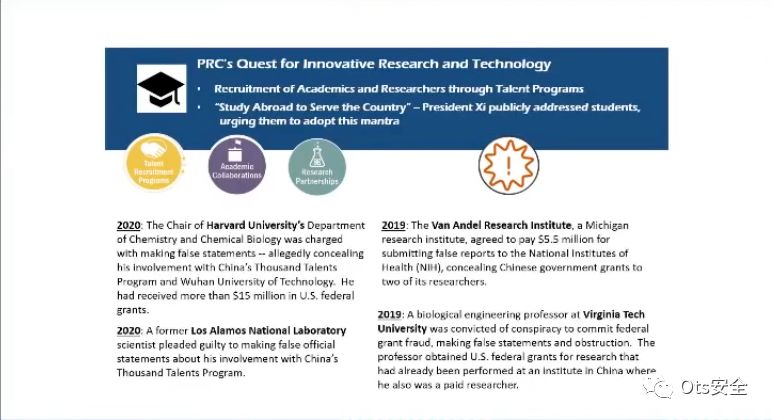 PRC's Quest for Innovative Research and Technology
• Recruitment of Academics and Researchers through Talent Programs
• "Study Abroad to Serve the Country" – President Xi publicly addressed students,
urging them to adopt this mantra
Talent
Recruitment
Programs
Academic
Collaborations
Research
Partnerships
2020: The Chair of Harvard University's Department
of Chemistry and Chemical Biology was charged
with making false statements -- allegedly concealing
his involvement with China's Thousand Talents
Program and Wuhan University of Technology. He
had received more than $15 million in U.S. federal
grants.
2020: A former Los Alamos National Laboratory
scientist pleaded guilty to making false official
statements about his involvement with China's
Thousand Talents Program.
2019: The Van Andel Research Institute, a Michigan
research institute, agreed to pay $5.5 million for
submitting false reports to the National Institutes of
Health (NIH), concealing Chinese government grants to
two of its researchers.
2019: A biological engineering professor at Virginia Tech
University was convicted of conspiracy to commit federal
grant fraud, making false statements and obstruction. The
professor obtained U.S. federal grants for research that
had already been performed at an institute in China where
he also was a paid researcher.
Ots安全